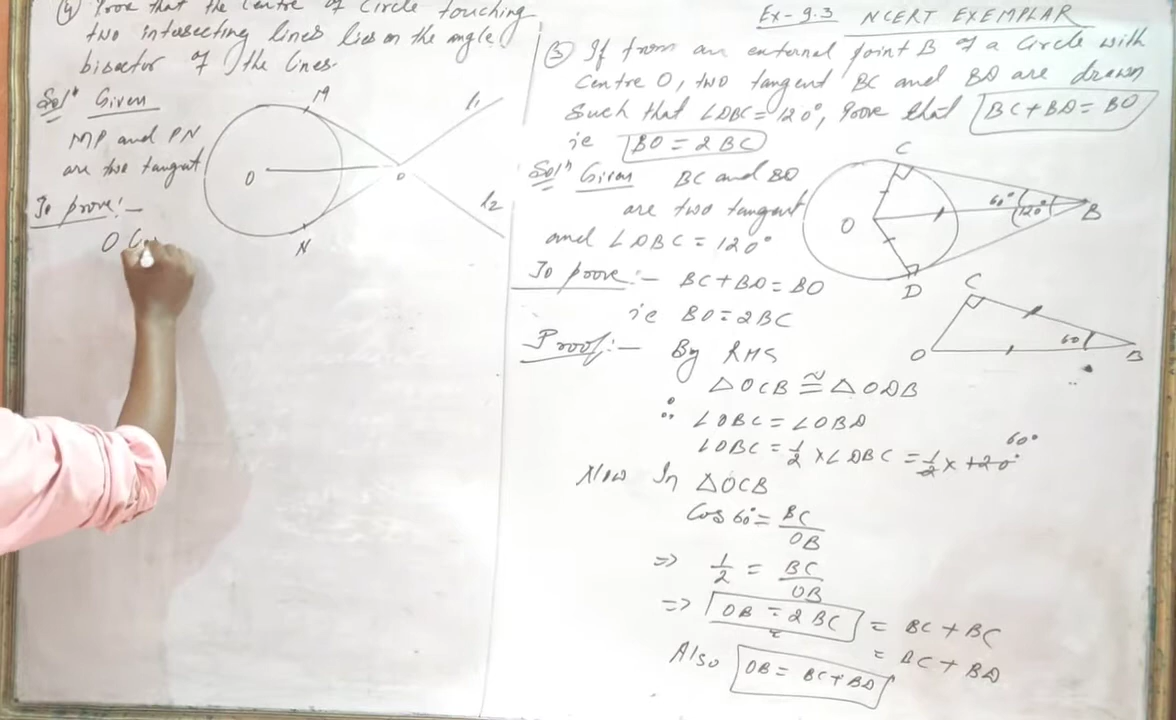 (4) Prove that the Centre of Circle touching
two intersecting lines lies on the angle
bisector of the lines.
Solⁿ Given
MP and PN
are two tangent
To prove:-
O
M
N
O
l₁
l₂
Ex-9.3 NCERT EXEMPLAR
(3) If from an external point B of a Circle with
Centre O, two tangent BC and BD are drawn
Such that ∠DBC = 120°, prove that BC+BD=BO
ie BO = 2BC
Solⁿ Given BC and BD
are two tangent
and ∠DBC = 120°
To prove:- BC+BD=BO
ie BO=2BC
C
O
D
B
60°
120°
C
O
B
60
Proof:- By RHS
△OCB ≅ △ODB
∴ ∠OBC = ∠OBD
∠OBC = 1/2 × ∠DBC = 1/2 × 120° 60°
Now In △OCB
Cos 60° = BC/OB
=> 1/2 = BC/OB
=> OB = 2BC = BC + BC
= BC + BD
Also OB = BC+BD